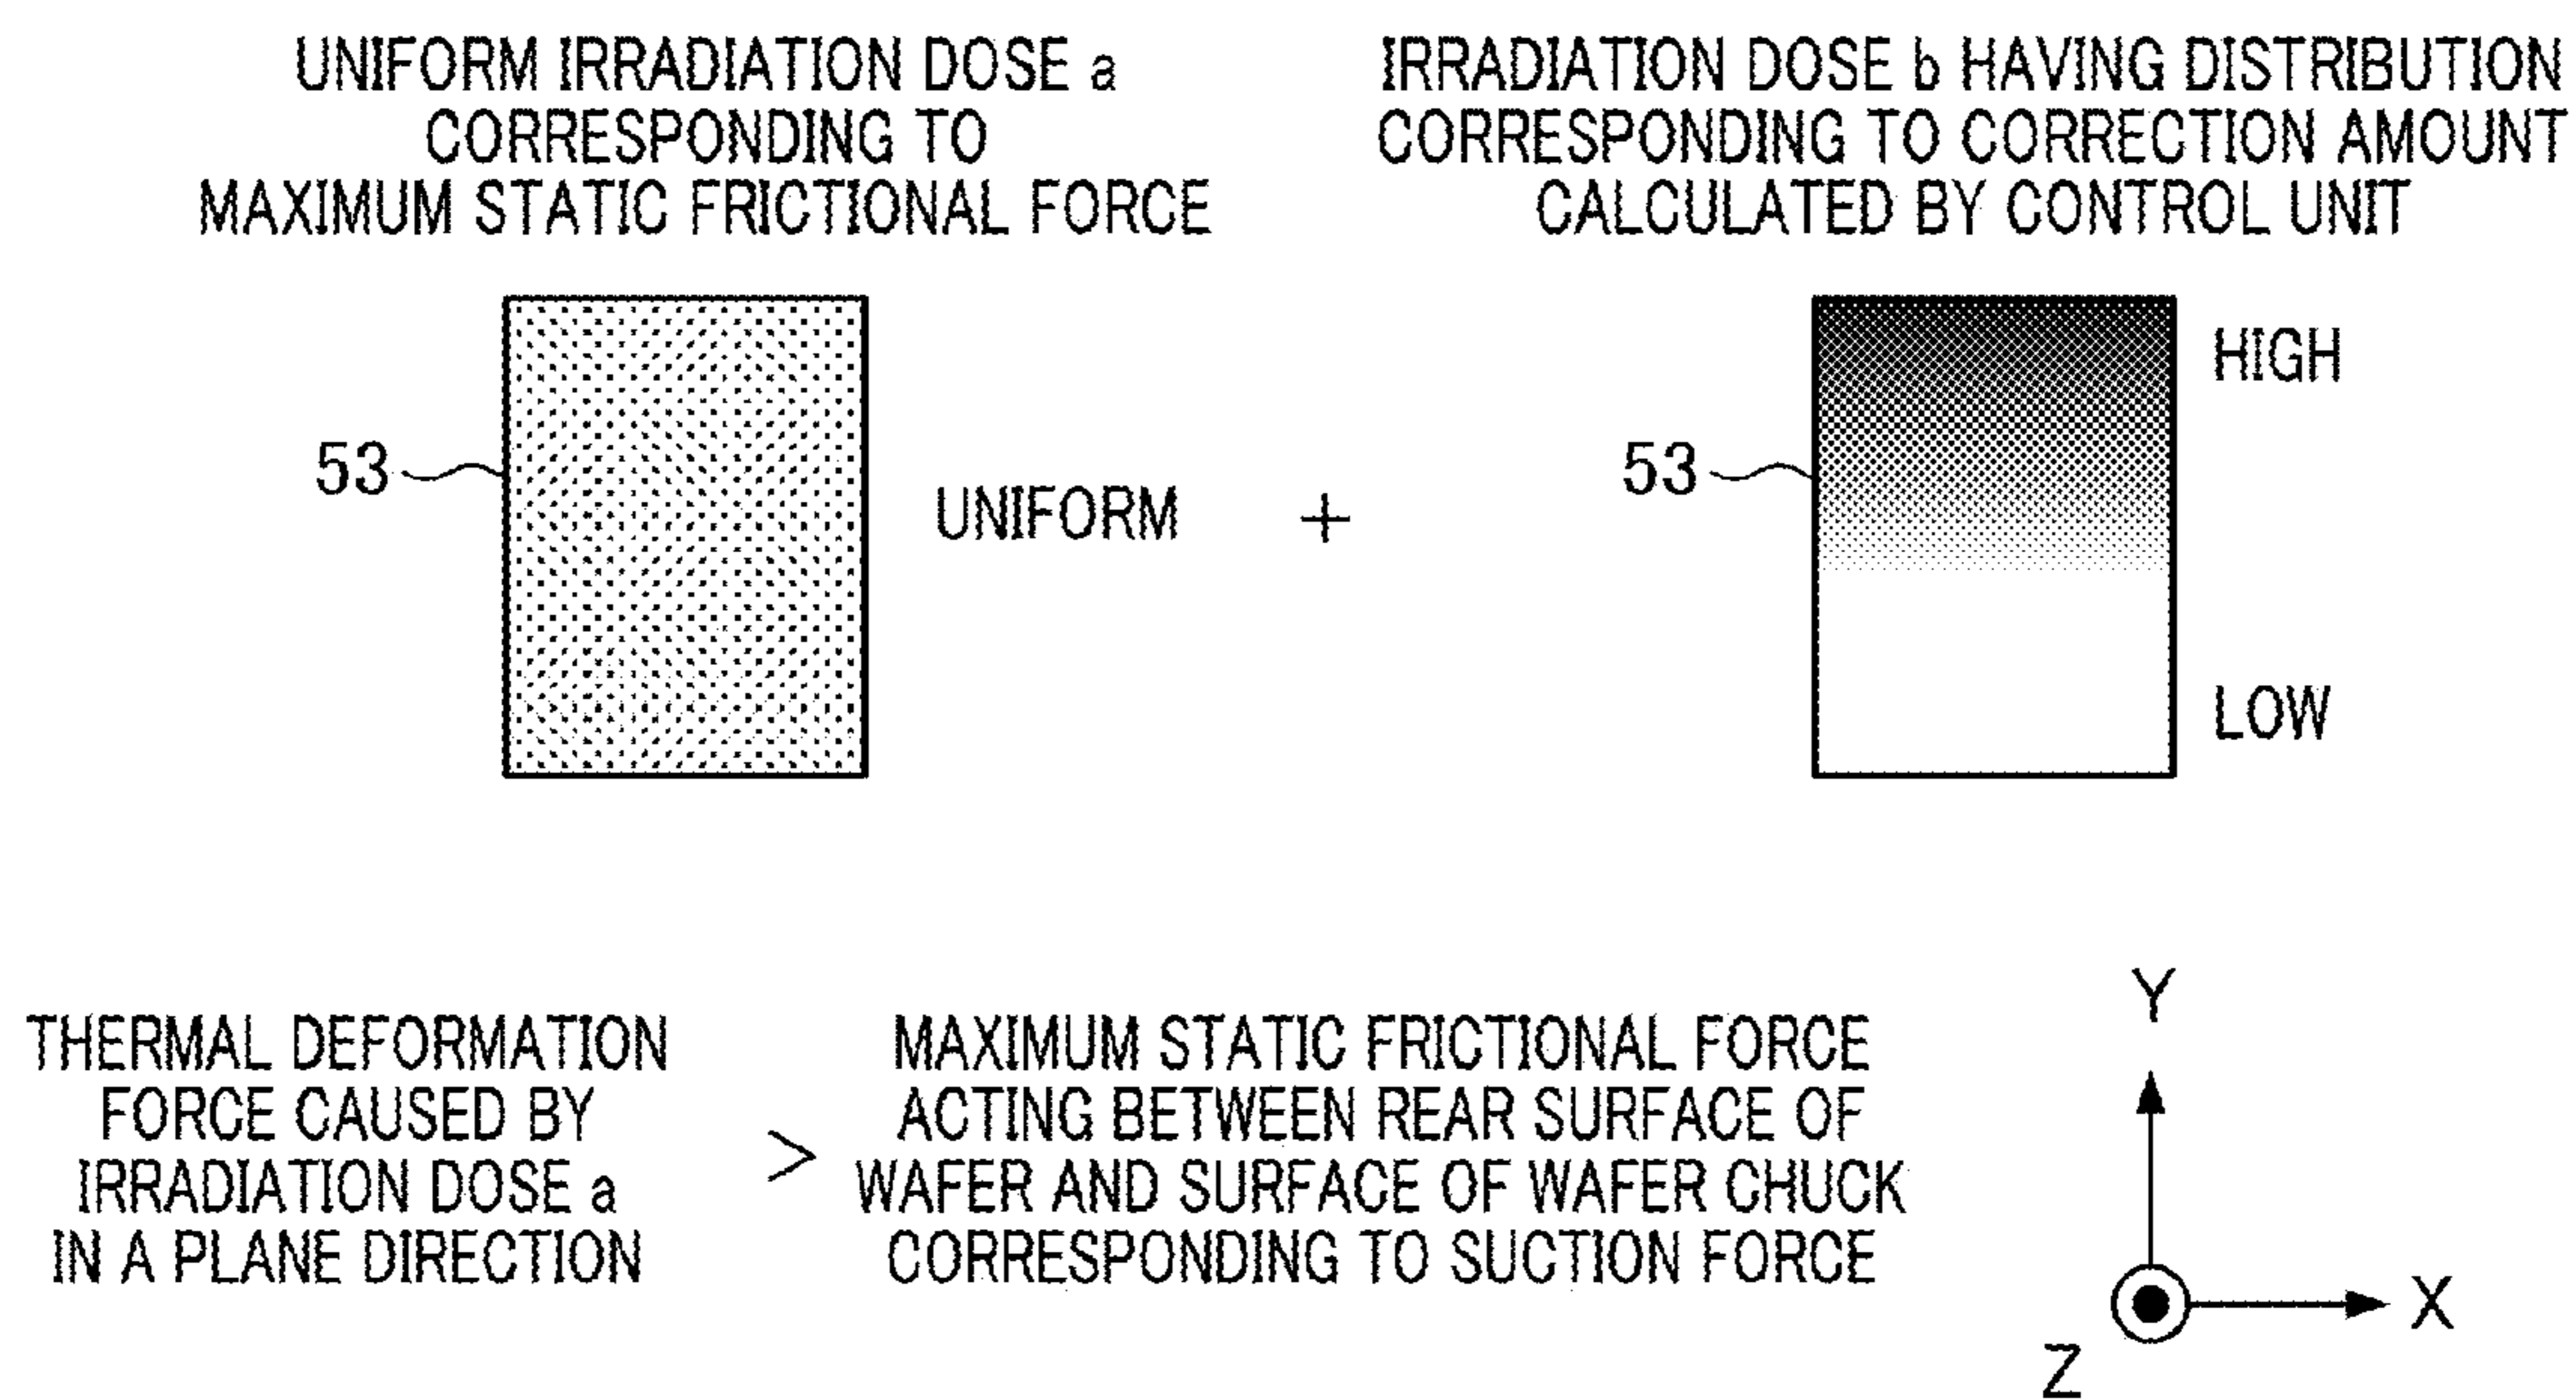 UNIFORM IRRADIATION DOSE a
CORRESPONDING TO
MAXIMUM STATIC FRICTIONAL FORCE
IRRADIATION DOSE b HAVING DISTRIBUTION
CORRESPONDING TO CORRECTION AMOUNT
CALCULATED BY CONTROL UNIT
53
UNIFORM
+
53
HIGH
LOW
THERMAL DEFORMATION
FORCE CAUSED BY
IRRADIATION DOSE a
IN A PLANE DIRECTION
>
MAXIMUM STATIC FRICTIONAL FORCE
ACTING BETWEEN REAR SURFACE OF
WAFER AND SURFACE OF WAFER CHUCK
CORRESPONDING TO SUCTION FORCE
Y
X
Z